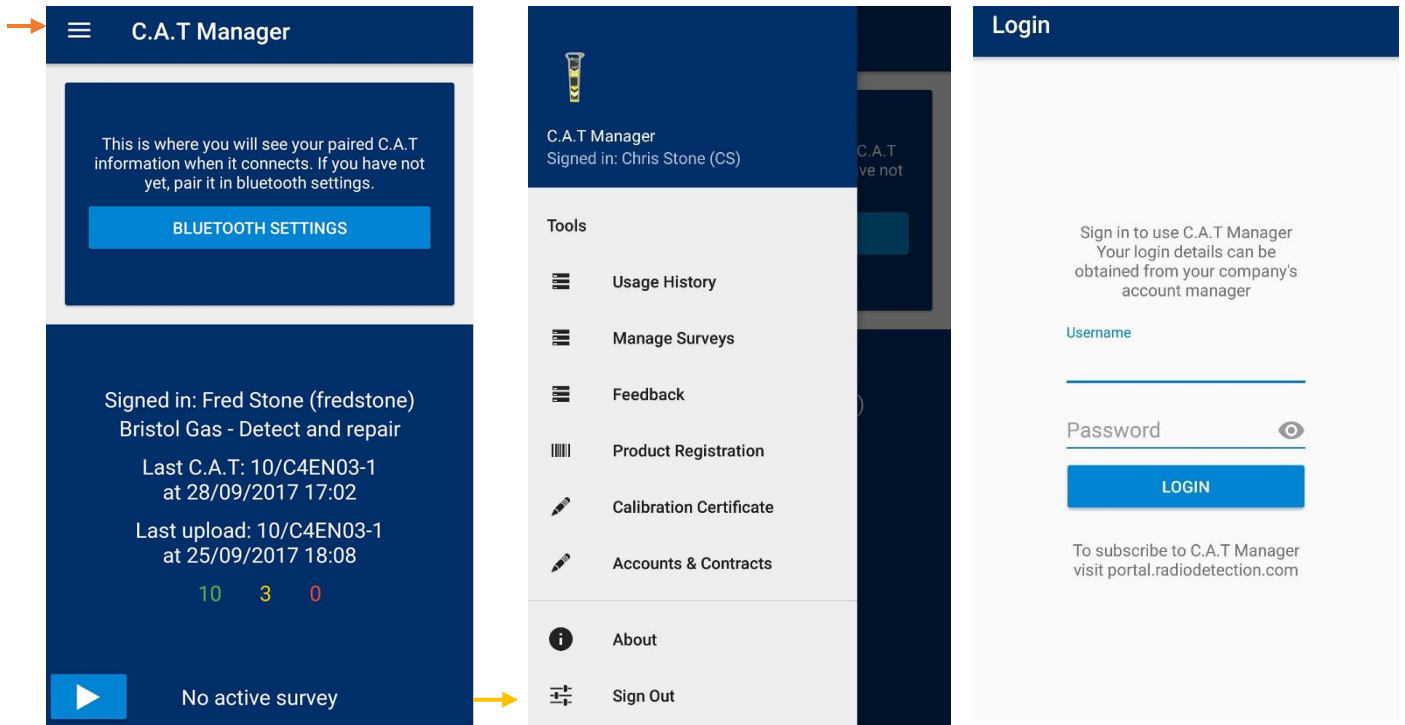 C.A.T Manager
This is where you will see your paired C.A.T
information when it connects. If you have not
yet, pair it in bluetooth settings.
BLUETOOTH SETTINGS
Signed in: Fred Stone (fredstone)
Bristol Gas - Detect and repair
Last C.A.T: 10/C4EN03-1
at 28/09/2017 17:02
Last upload: 10/C4EN03-1
at 25/09/2017 18:08
10 3 0
No active survey
C.A.T Manager
Signed in: Chris Stone (CS)
C.A.T
ve not
)
Tools
Usage History
Manage Surveys
Feedback
Product Registration
Calibration Certificate
Accounts & Contracts
About
Sign Out
Login
Sign in to use C.A.T Manager
Your login details can be
obtained from your company's
account manager
Username
Password
LOGIN
To subscribe to C.A.T Manager
visit portal.radiodetection.com